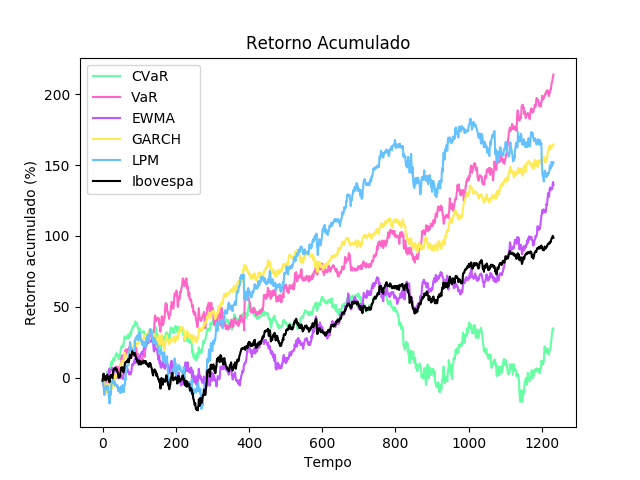 Retorno Acumulado
CVaR
VaR
EWMA
GARCH
LPM
Ibovespa
Retorno acumulado (%)
200
150
100
50
0
0 200 400 600 800 1000 1200
Tempo